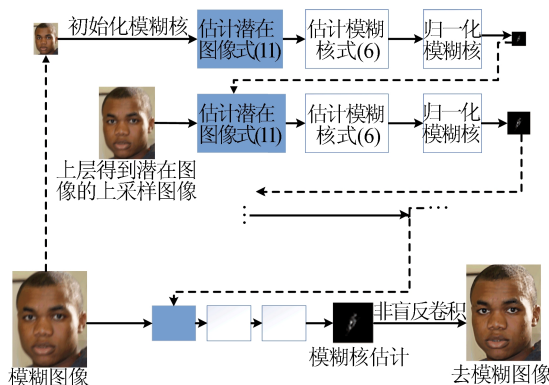 初始化模糊核
估计潜在
图像式(11)
估计模糊
核式(6)
归一化
模糊核
估计潜在
图像式(11)
估计模糊
核式(6)
归一化
模糊核
上层得到潜在图
像的上采样图像
⋮
···
非盲反卷积
模糊核估计
模糊图像
去模糊图像